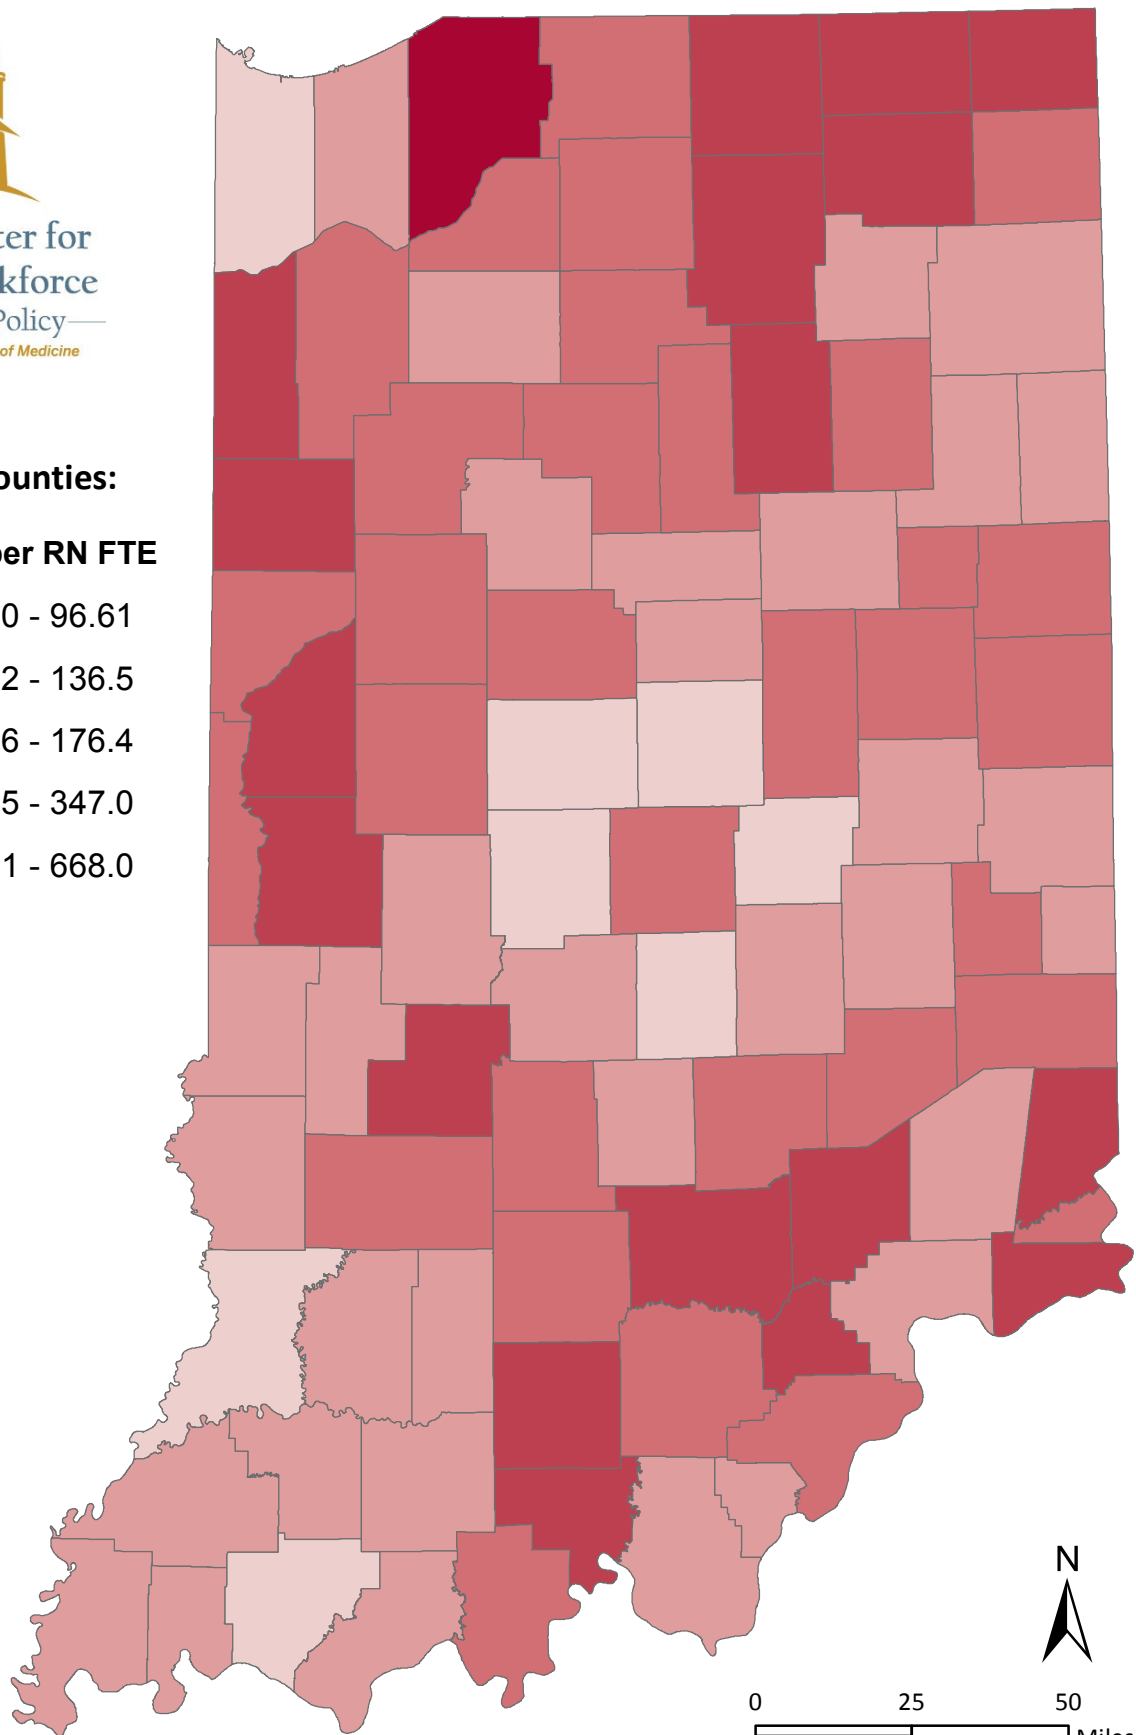 ter for
kforce
Policy
of Medicine
ounties:
per RN FTE
0 - 96.61
2 - 136.5
6 - 176.4
5 - 347.0
1 - 668.0
N
0 25 50
Miles